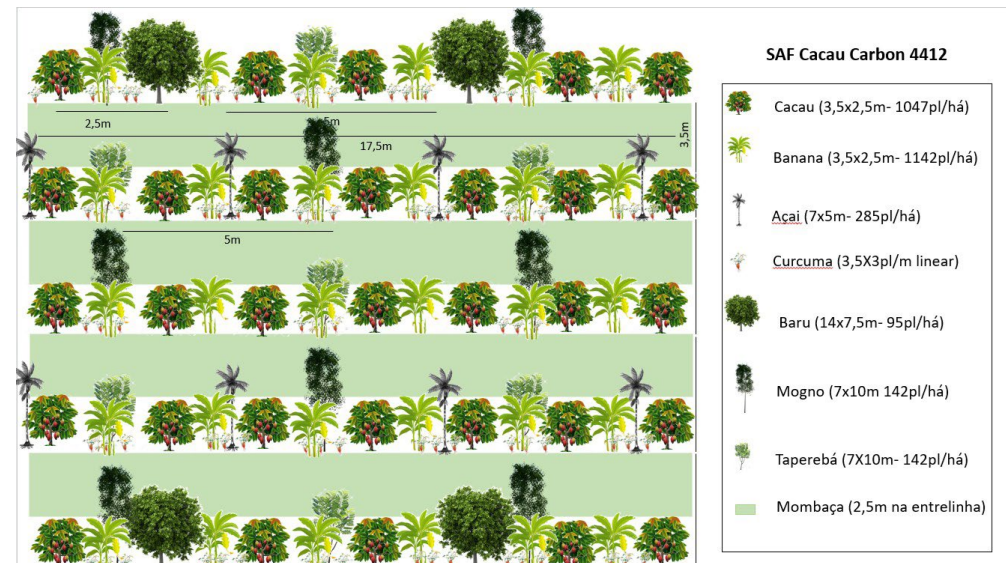 SAF Cacau Carbon 4412
Cacau (3,5x2,5m- 1047pl/há)
Banana (3,5x2,5m- 1142pl/há)
Açai (7x5m- 285pl/há)
Curcuma (3,5X3pl/m linear)
Baru (14x7,5m- 95pl/há)
Mogno (7x10m 142pl/há)
Taperebá (7X10m- 142pl/há)
Mombaça (2,5m na entrelinha)
2,5m
17,5m
3,5m
5m